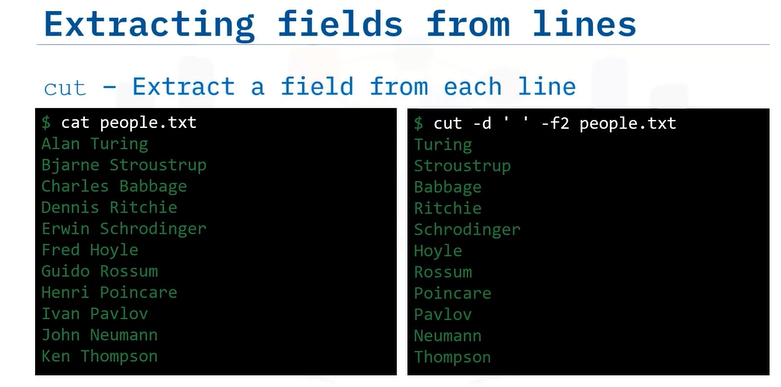 Extracting fields from lines
cut – Extract a field from each line
$ cat people.txt
Alan Turing
Bjarne Stroustrup
Charles Babbage
Dennis Ritchie
Erwin Schrodinger
Fred Hoyle
Guido Rossum
Henri Poincare
Ivan Pavlov
John Neumann
Ken Thompson
$ cut -d ' ' -f2 people.txt
Turing
Stroustrup
Babbage
Ritchie
Schrodinger
Hoyle
Rossum
Poincare
Pavlov
Neumann
Thompson